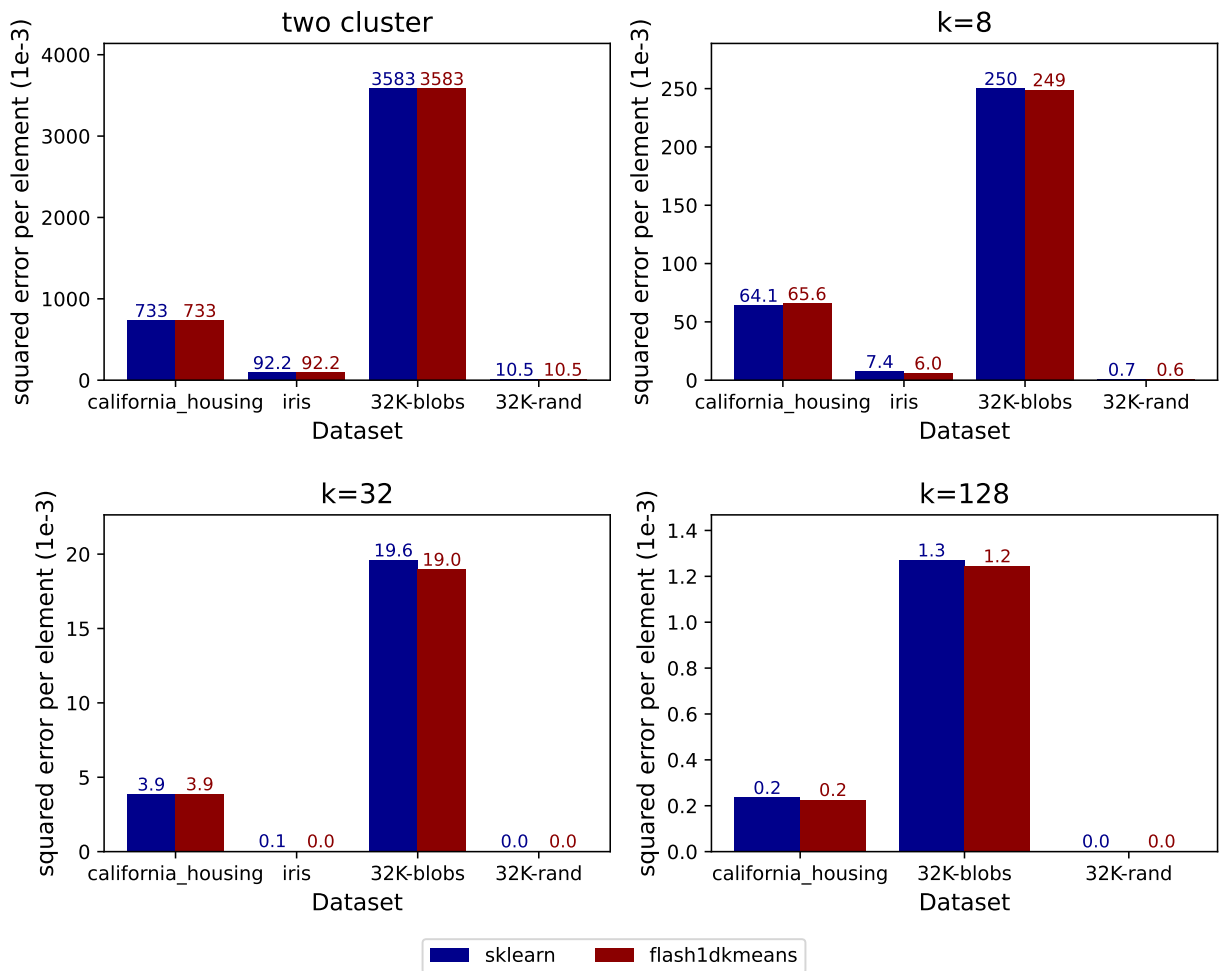 two cluster
squared error per element (1e-3)
4000
3000
2000
1000
0
733 733
92.2 92.2
3583 3583
10.5 10.5
california_housing iris 32K-blobs 32K-rand
Dataset
k=8
squared error per element (1e-3)
250
200
150
100
50
0
64.1 65.6
7.4 6.0
250 249
0.7 0.6
california_housing iris 32K-blobs 32K-rand
Dataset
k=32
squared error per element (1e-3)
20
15
10
5
0
3.9 3.9
0.1 0.0
19.6 19.0
0.0 0.0
california_housing iris 32K-blobs 32K-rand
Dataset
k=128
squared error per element (1e-3)
1.4
1.2
1.0
0.8
0.6
0.4
0.2
0.0
0.2 0.2
1.3 1.2
0.0 0.0
california_housing 32K-blobs 32K-rand
Dataset
sklearn flash1dkmeans